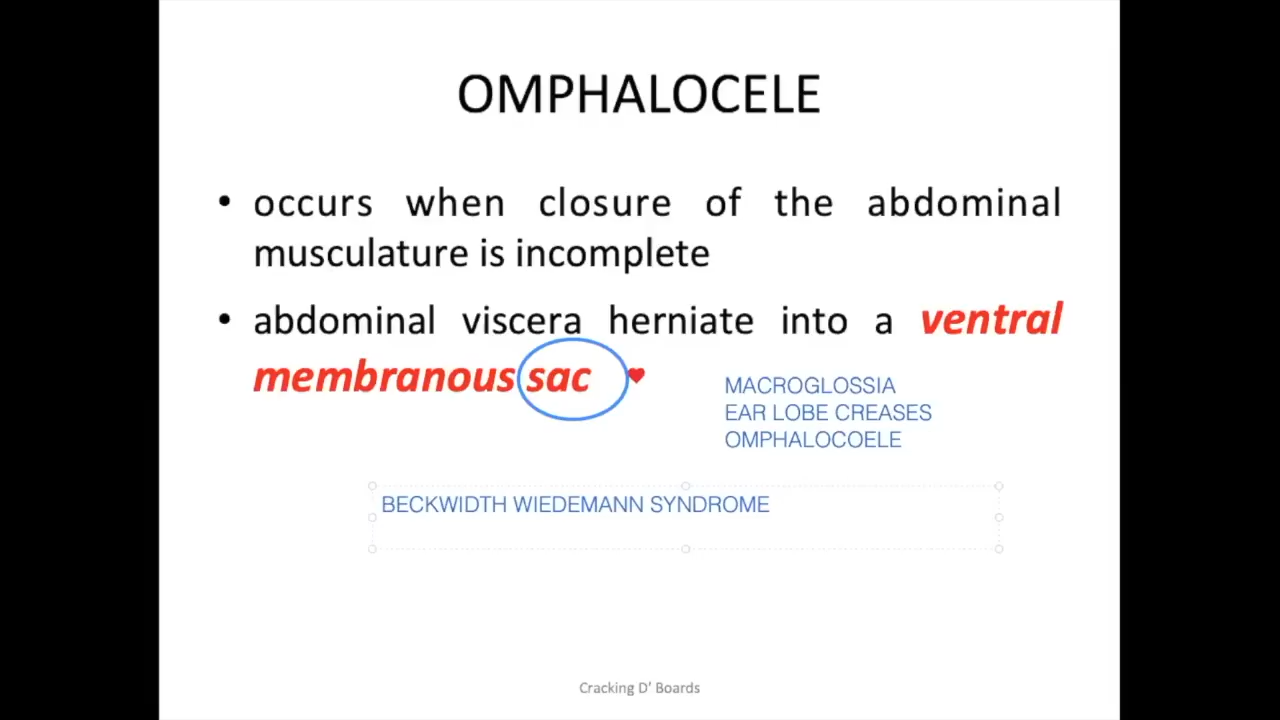 OMPHALOCELE
• occurs when closure of the abdominal
musculature is incomplete
• abdominal viscera herniate into a ventral
membranous sac
MACROGLOSSIA
EAR LOBE CREASES
OMPHALOCOELE
BECKWIDTH WIEDEMANN SYNDROME
Cracking D’ Boards